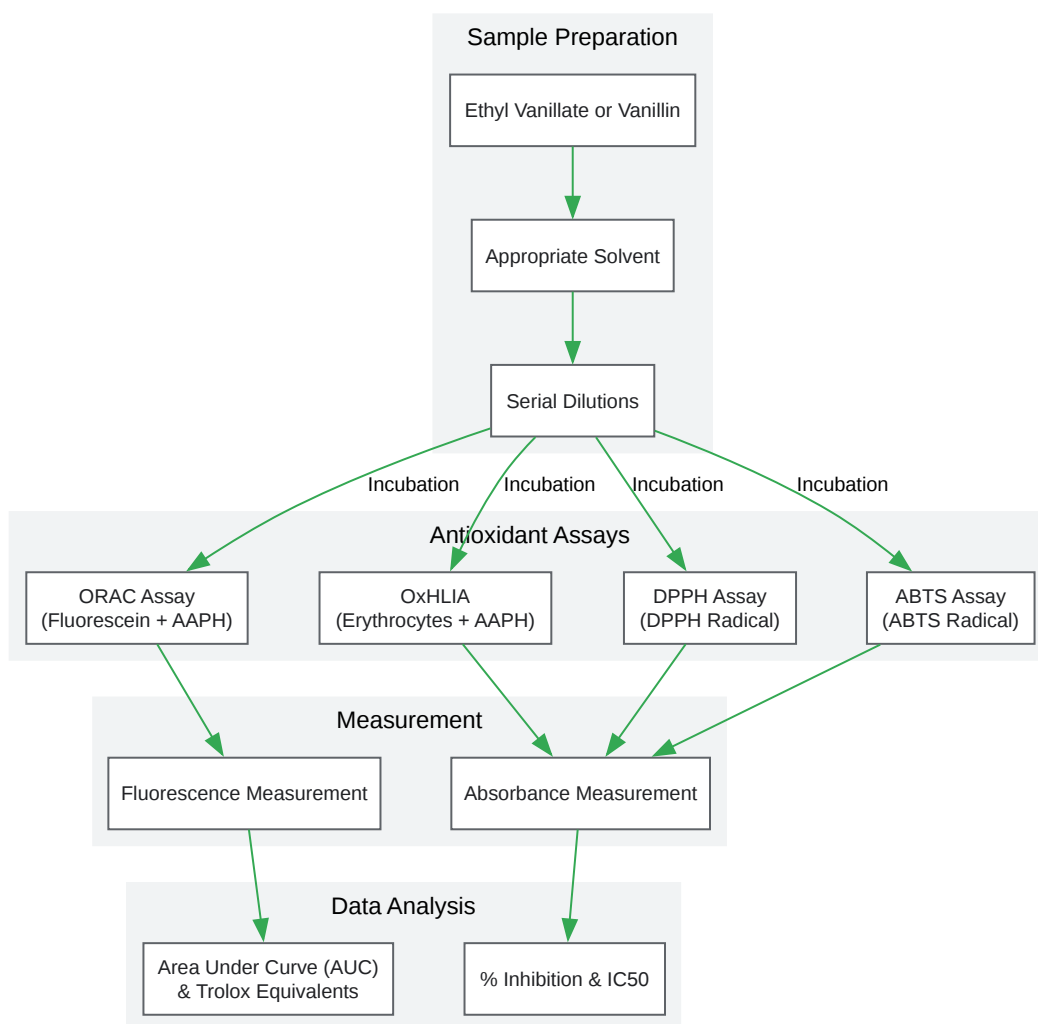 Sample Preparation
Ethyl Vanillate or Vanillin
Appropriate Solvent
Serial Dilutions
Incubation
Incubation
Incubation
Incubation
Antioxidant Assays
ORAC Assay
(Fluorescein + AAPH)
OxHLIA
(Erythrocytes + AAPH)
DPPH Assay
(DPPH Radical)
ABTS Assay
(ABTS Radical)
Measurement
Fluorescence Measurement
Absorbance Measurement
Data Analysis
Area Under Curve (AUC)
& Trolox Equivalents
% Inhibition & IC50